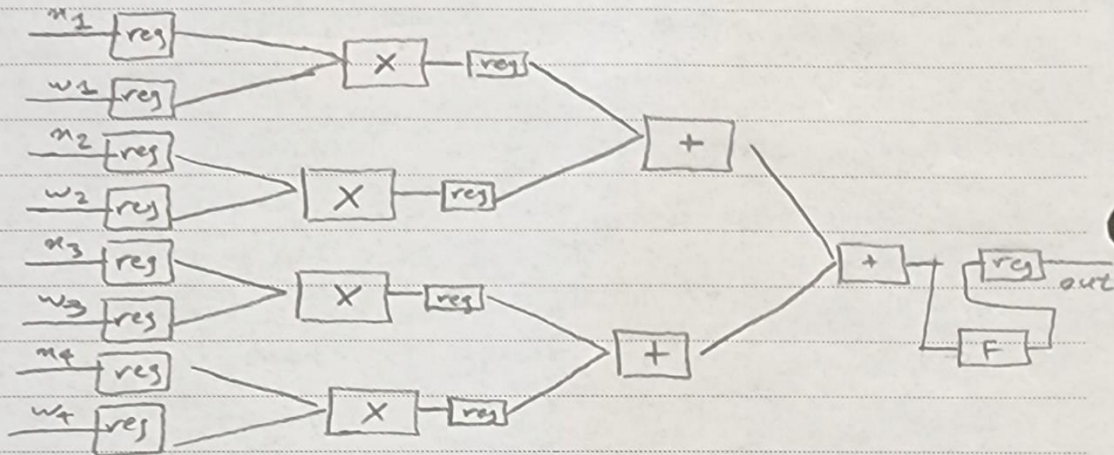 x1 reg
w1 reg
x reg
+
x2 reg
w2 reg
x reg
x3 reg
w3 reg
x reg
+ reg
out
F
x4 reg
w4 reg
x reg
+